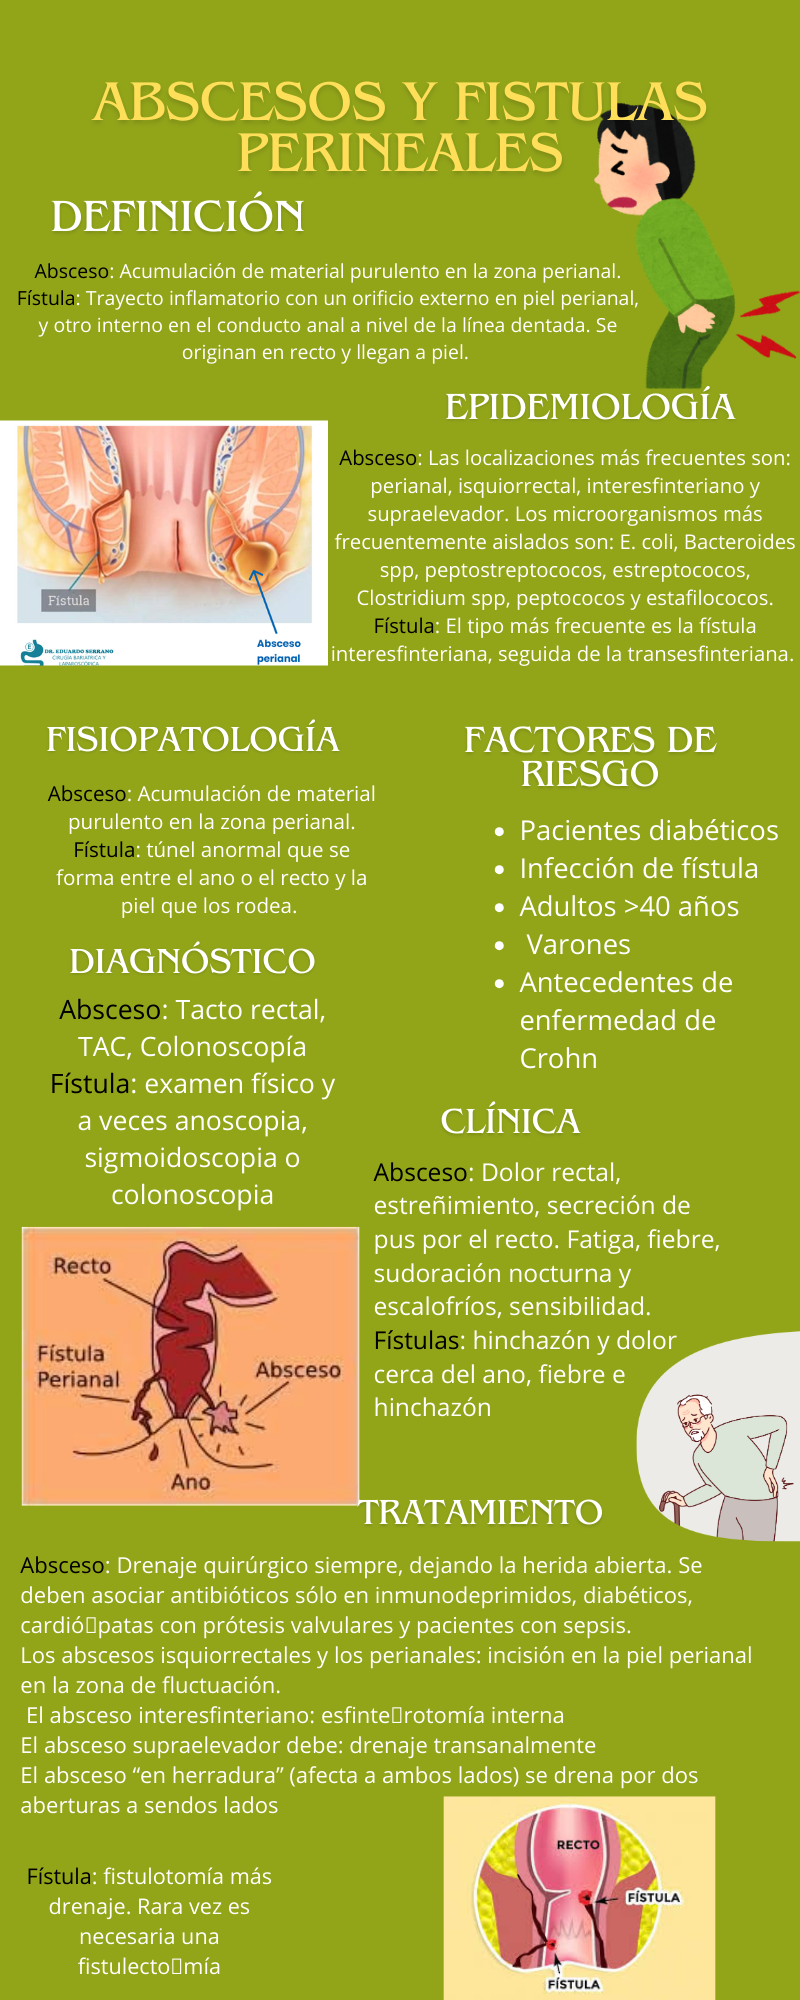 ABSCESOS Y FISTULAS
PERINEALES
DEFINICIÓN
Absceso: Acumulación de material purulento en la zona perianal.
Fístula: Trayecto inflamatorio con un orificio externo en piel perianal,
y otro interno en el conducto anal a nivel de la línea dentada. Se
originan en recto y llegan a piel.
EPIDEMIOLOGÍA
Absceso: Las localizaciones más frecuentes son:
perianal, isquiorrectal, interesfinteriano y
supraelevador. Los microorganismos más
frecuentemente aislados son: E. coli, Bacteroides
spp, peptostreptococos, estreptococos,
Clostridium spp, peptococos y estafilococos.
Fístula: El tipo más frecuente es la fístula
interesfinteriana, seguida de la transesfinteriana.
Fístula
Absceso
perianal
DR. EDUARDO SERRANO
CIRUGÍA BARIÁTRICA Y
LAPAROSCÓPICA
FISIOPATOLOGÍA
Absceso: Acumulación de material
purulento en la zona perianal.
Fístula: túnel anormal que se
forma entre el ano o el recto y la
piel que los rodea.
FACTORES DE
RIESGO
• Pacientes diabéticos
• Infección de fístula
• Adultos >40 años
• Varones
• Antecedentes de
enfermedad de
Crohn
DIAGNÓSTICO
Absceso: Tacto rectal,
TAC, Colonoscopía
Fístula: examen físico y
a veces anoscopia,
sigmoidoscopia o
colonoscopia
CLÍNICA
Absceso: Dolor rectal,
estreñimiento, secreción de
pus por el recto. Fatiga, fiebre,
sudoración nocturna y
escalofríos, sensibilidad.
Fístulas: hinchazón y dolor
cerca del ano, fiebre e
hinchazón
Recto
Fístula
Perianal
Absceso
Ano
TRATAMIENTO
Absceso: Drenaje quirúrgico siempre, dejando la herida abierta. Se
deben asociar antibióticos sólo en inmunodeprimidos, diabéticos,
cardió▯patas con prótesis valvulares y pacientes con sepsis.
Los abscesos isquiorrectales y los perianales: incisión en la piel perianal
en la zona de fluctuación.
El absceso interesfinteriano: esfinte▯rotomía interna
El absceso supraelevador debe: drenaje transanalmente
El absceso “en herradura” (afecta a ambos lados) se drena por dos
aberturas a sendos lados
Fístula: fistulotomía más
drenaje. Rara vez es
necesaria una
fistulecto▯mía
RECTO
FÍSTULA
FÍSTULA